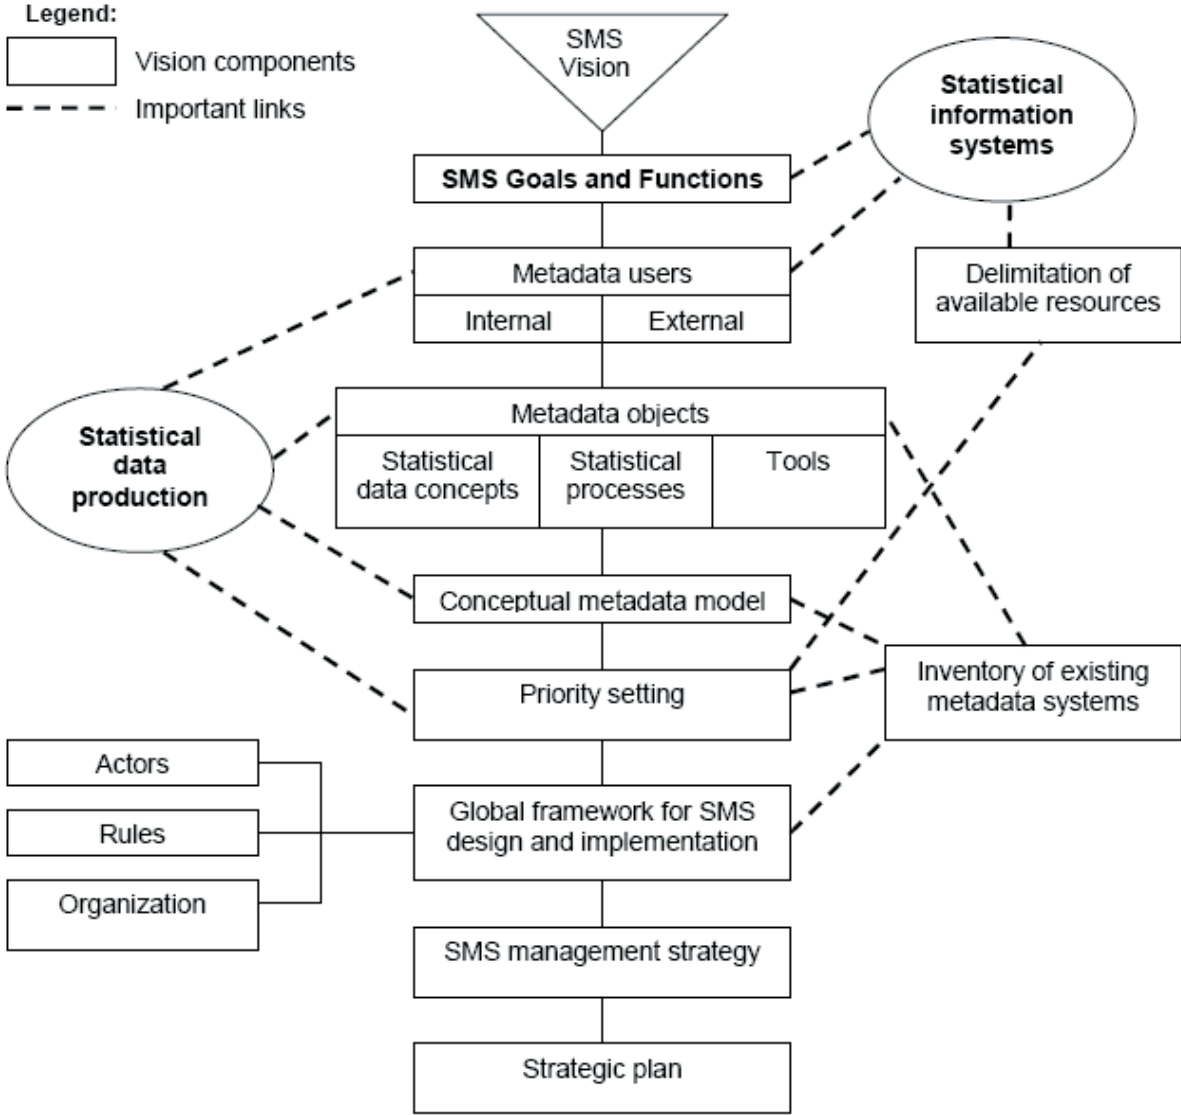 Legend:
Vision components
Important links
SMS
Vision
Statistical
information
systems
SMS Goals and Functions
Metadata users
Internal
External
Delimitation of
available resources
Statistical
data
production
Metadata objects
Statistical
data concepts
Statistical
processes
Tools
Conceptual metadata model
Inventory of existing
metadata systems
Priority setting
Actors
Rules
Organization
Global framework for SMS
design and implementation
SMS management strategy
Strategic plan